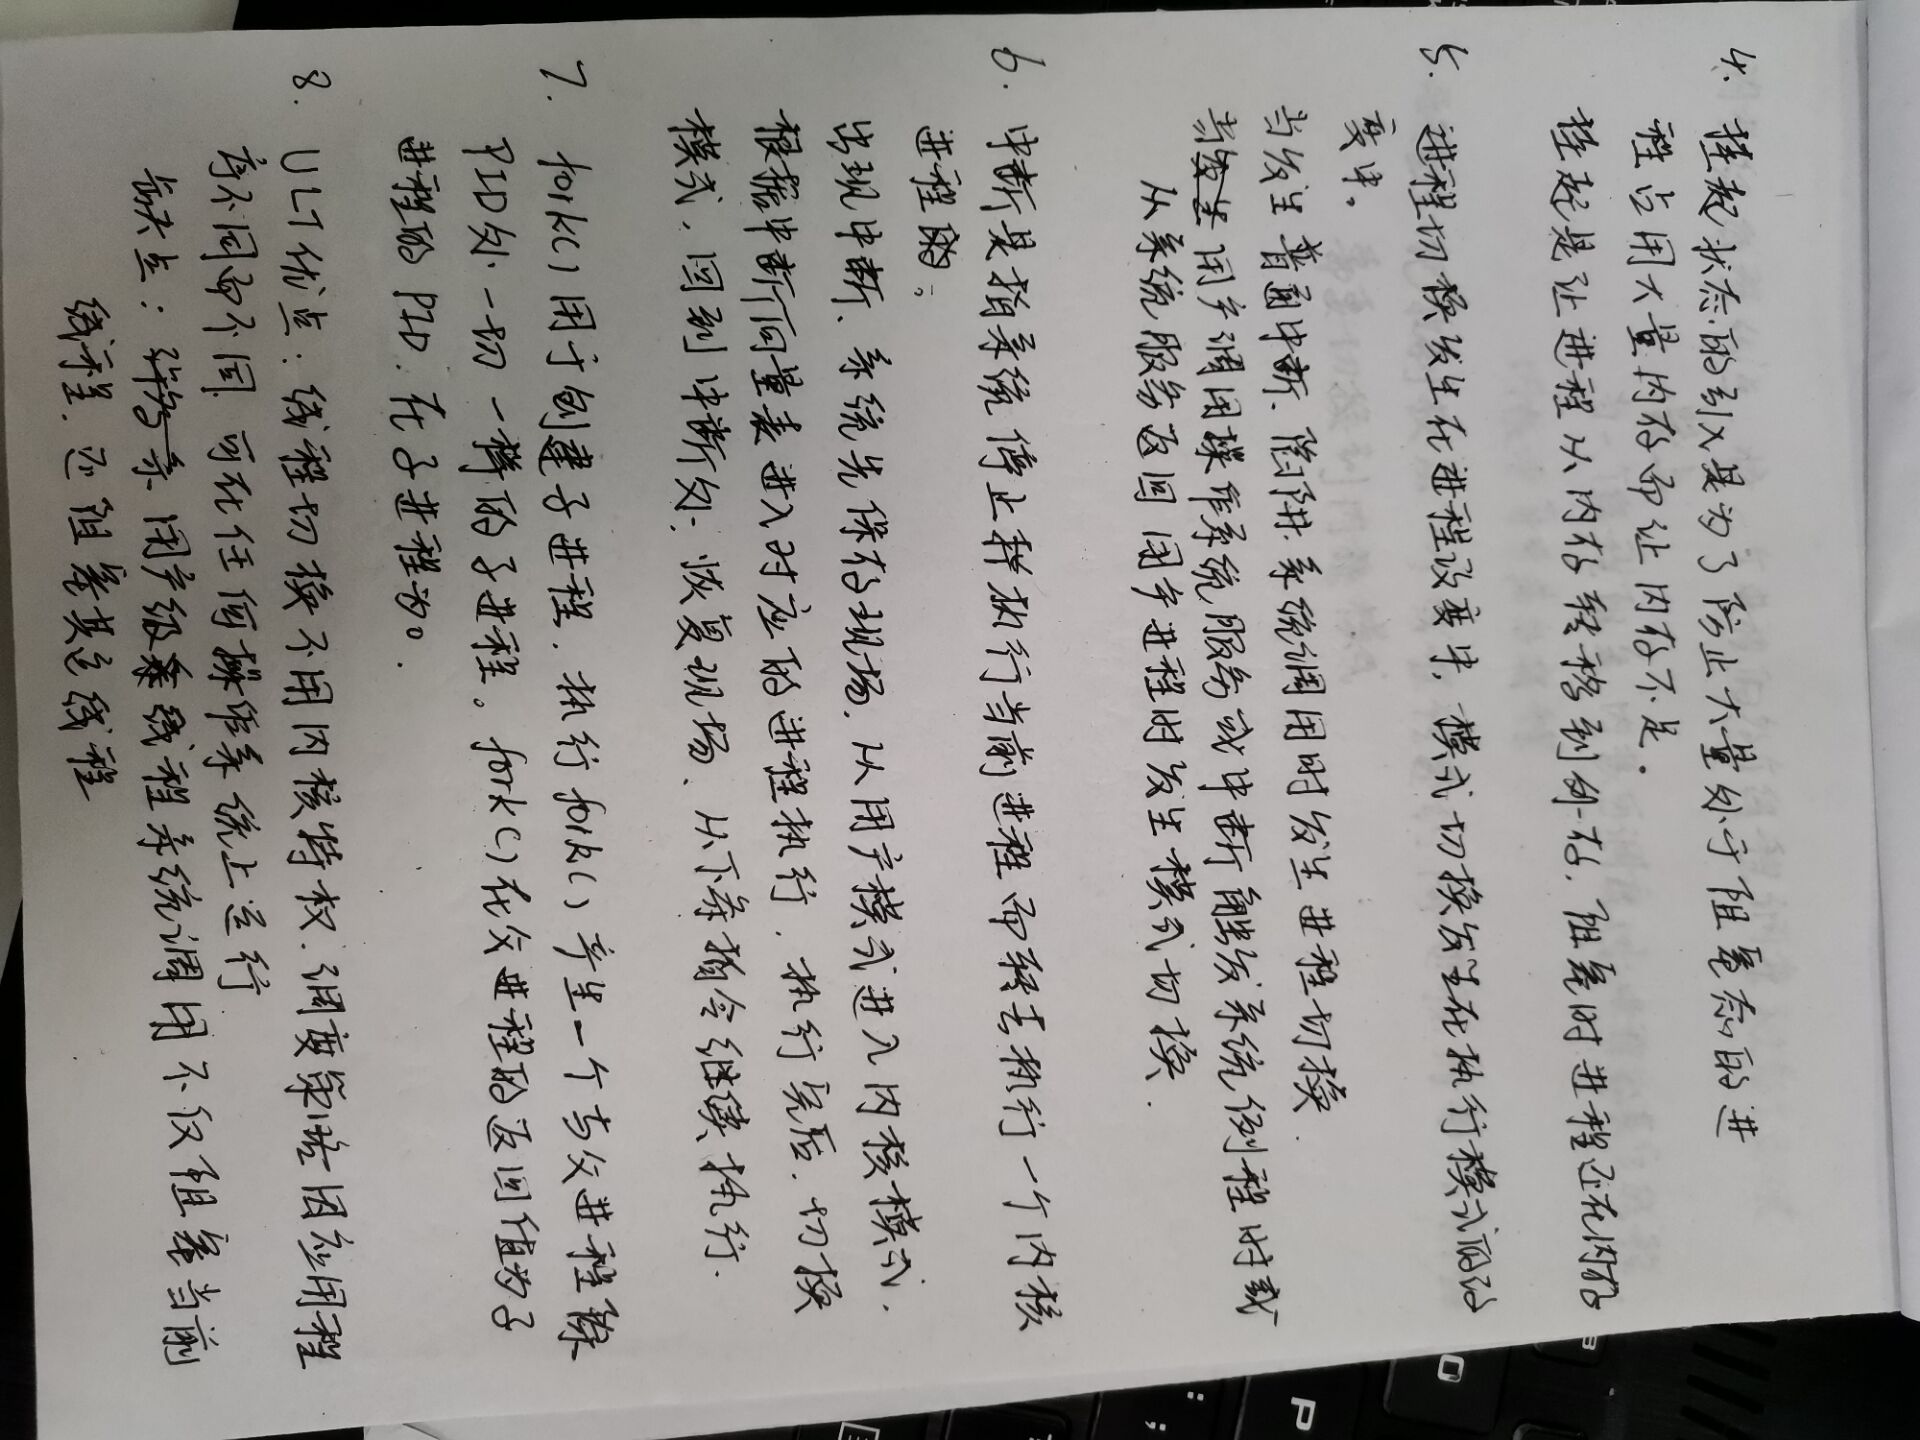 4. 挂起状态的引入是为了防止大量处于阻塞态的进
程占用大量内存而让内存不足。
挂起是让进程从内存转移到外存，阻塞时进程还在内存
5. 进程切换发生在进程改变中，模式切换发生在执行模式的改
变中。
当发生普通中断、陷阱、系统调用时发生进程切换.
当发生用户调用操作系统服务或中断触发系统例程时或
从系统服务返回用户进程时发生模式切换.
6. 中断是指系统停止执行当前进程而转去执行一个内核
进程的。
出现中断、系统先保存现场，从用户模式进入内核模式，
根据中断向量表进入对应的进程执行，执行完后，切换
模式，回到中断处，恢复现场、从下条指令继续执行.
7. fork()用于创建子进程，执行fork()产生一个与父进程除
PID外一切一样的子进程。fork()在父进程的返回值为子
进程的PID，在子进程为0.
8. ULT优点：线程切换不用内核特权，调度策略因应用程
序不同而不同，可在任何操作系统上运行
缺点：许多系用户级线程系统调用不仅阻塞当前
线程，还阻塞其它线程
O
P
: ;